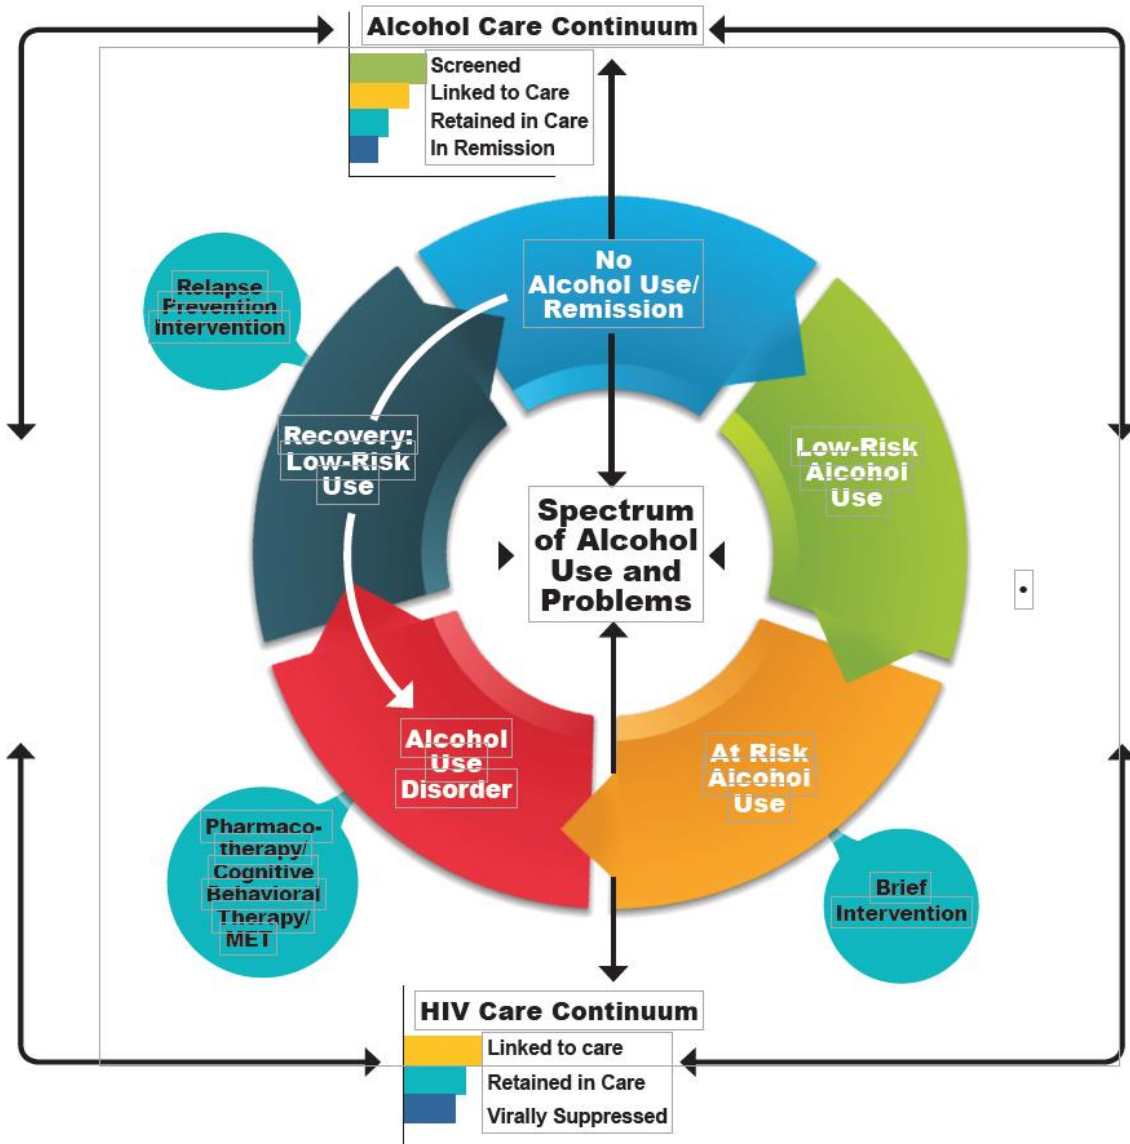 Alcohol Care Continuum
Screened
Linked to Care
Retained in Care
In Remission
No
Alcohol Use/
Remission
Relapse
Prevention
Intervention
Recovery:
Low-Risk
Use
Low-Risk
Alcohol
Use
Spectrum
of Alcohol
Use and
Problems
•
Alcohol
Use
Disorder
At Risk
Alcohol
Use
Pharmaco-
therapy/
Cognitive
Behavioral
Therapy/
MET
Brief
Intervention
HIV Care Continuum
Linked to care
Retained in Care
Virally Suppressed